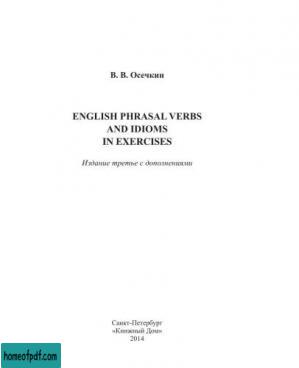 В. В. Осечкин
ENGLISH PHRASAL VERBS
AND IDIOMS
IN EXERCISES
Издание третье с дополнениями
Санкт-Петербург
«Книжный Дом»
2014
homeofpdf.com